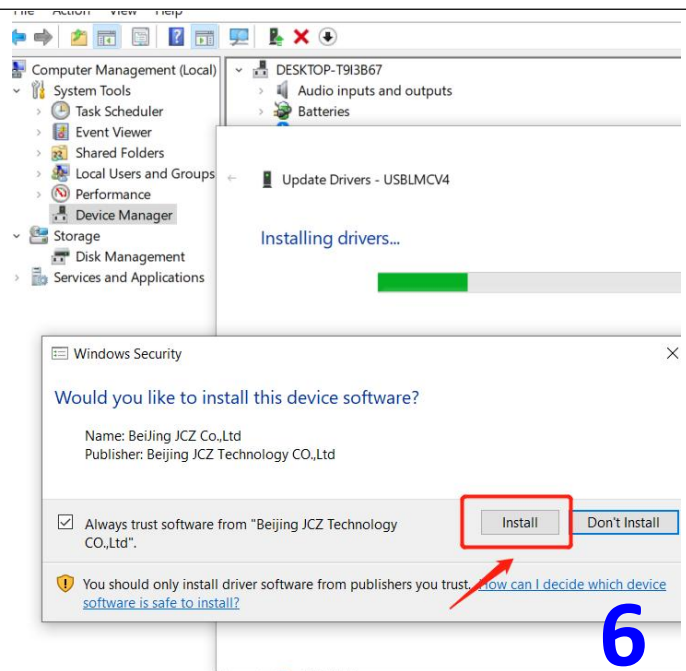 File Action View Help
Computer Management (Local)
System Tools
Task Scheduler
Event Viewer
Shared Folders
Local Users and Groups
Performance
Device Manager
Storage
Disk Management
Services and Applications
DESKTOP-T9I3B67
Audio inputs and outputs
Batteries
Update Drivers - USBLMCV4
Installing drivers...
Windows Security
Would you like to install this device software?
Name: BeiJing JCZ Co.,Ltd
Publisher: Beijing JCZ Technology CO.,Ltd
Always trust software from "Beijing JCZ Technology
CO.,Ltd".
Install
Don't Install
You should only install driver software from publishers you trust. How can I decide which device
software is safe to install?
6